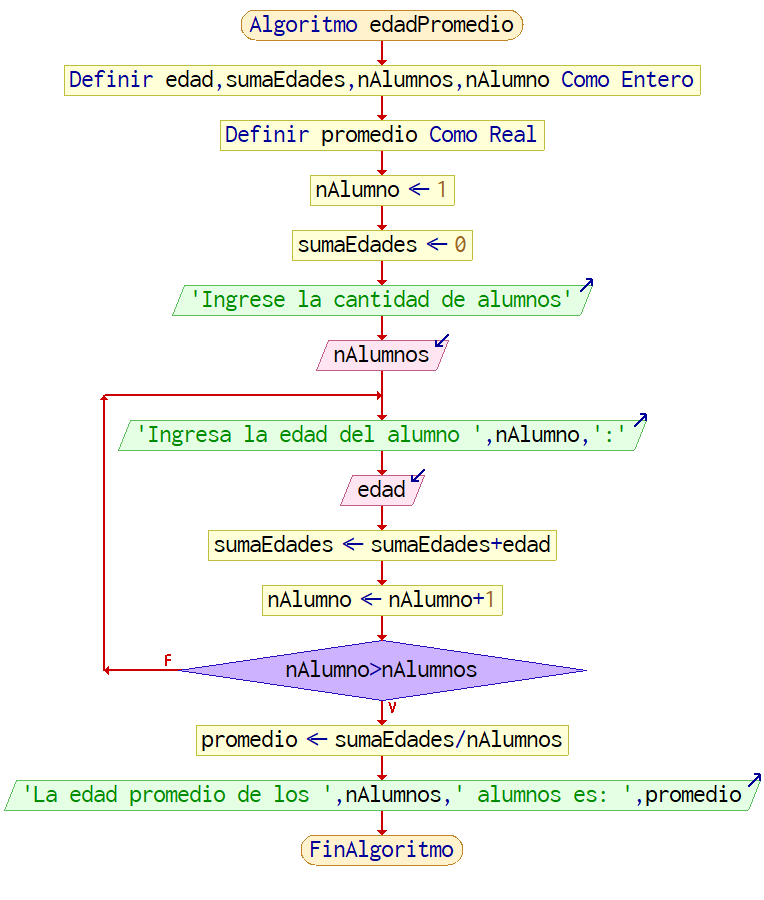 Algoritmo edadPromedio
Definir edad,sumaEdades,nAlumnos,nAlumno Como Entero
Definir promedio Como Real
nAlumno ← 1
sumaEdades ← 0
'Ingrese la cantidad de alumnos'
nAlumnos
'Ingresa la edad del alumno ',nAlumno,':'
edad
sumaEdades ← sumaEdades+edad
nAlumno ← nAlumno+1
F
nAlumno>nAlumnos
V
promedio ← sumaEdades/nAlumnos
'La edad promedio de los ',nAlumnos,' alumnos es: ',promedio
FinAlgoritmo